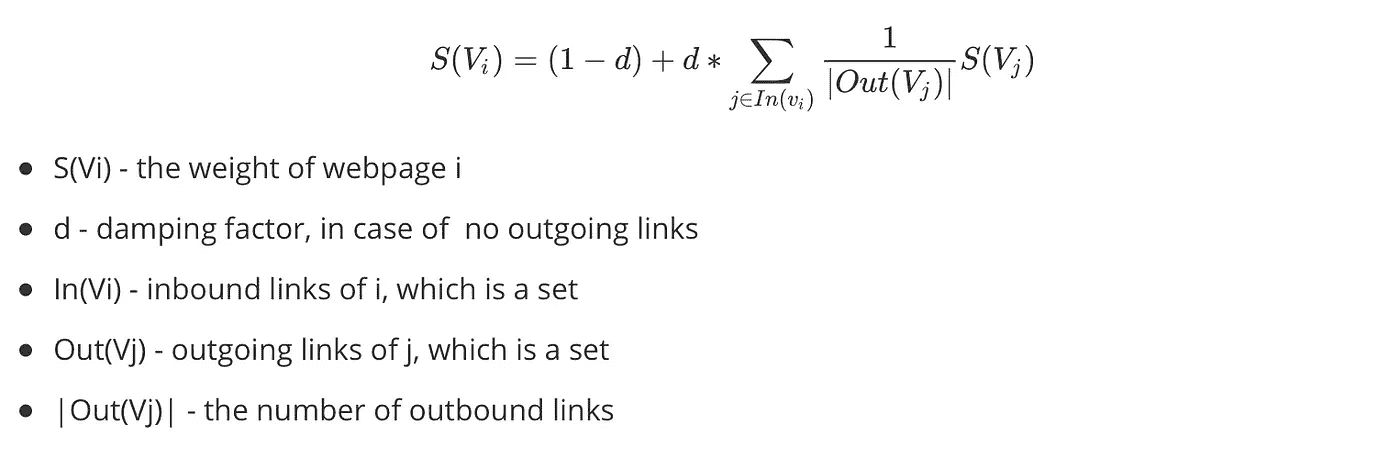 S(V_i) = (1 − d) + d * ∑_{j∈In(v_i)} \frac{1}{|Out(V_j)|} S(V_j)
• S(Vi) - the weight of webpage i
• d - damping factor, in case of  no outgoing links
• In(Vi) - inbound links of i, which is a set
• Out(Vj) - outgoing links of j, which is a set
• |Out(Vj)| - the number of outbound links